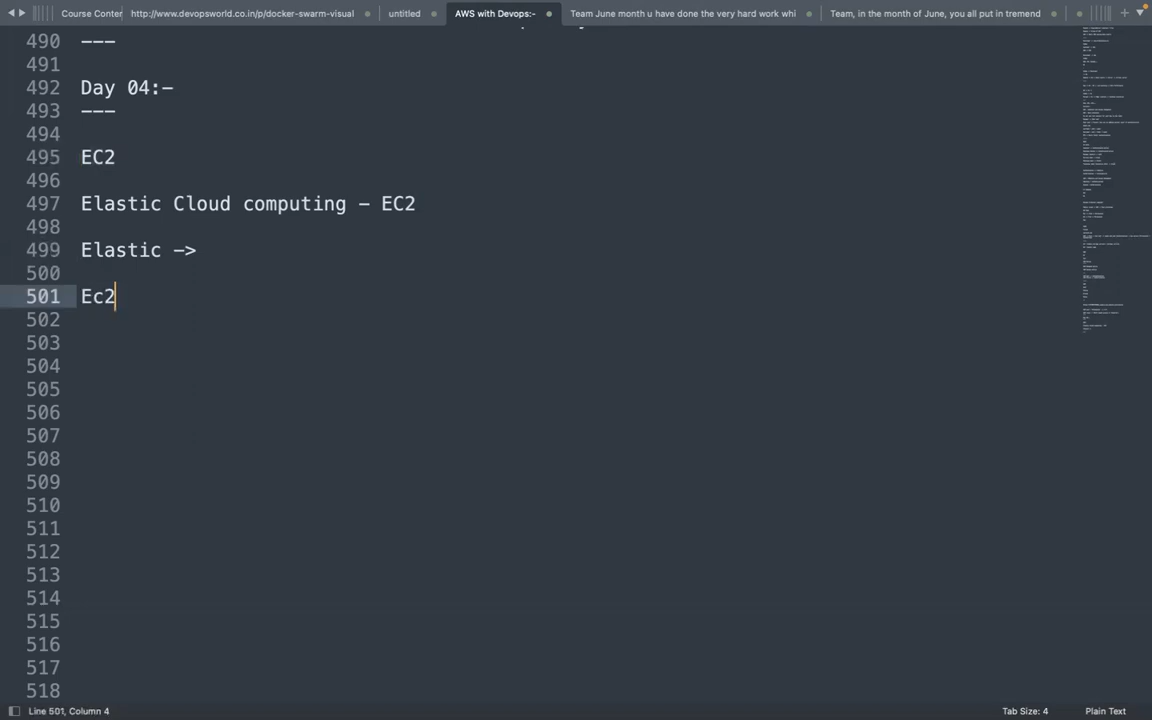 Course Center
http://www.devopsworld.co.in/p/docker-swarm-visual
untitled
AWS with Devops:-
Team June month u have done the very hard work whi
Team, in the month of June, you all put in tremend
490 ---
491
492 Day 04:-
493 ---
494
495 EC2
496
497 Elastic Cloud computing - EC2
498
499 Elastic ->
500
501 Ec2
502
503
504
505
506
507
508
509
510
511
512
513
514
515
516
517
518
Line 501, Column 4
Tab Size: 4
Plain Text